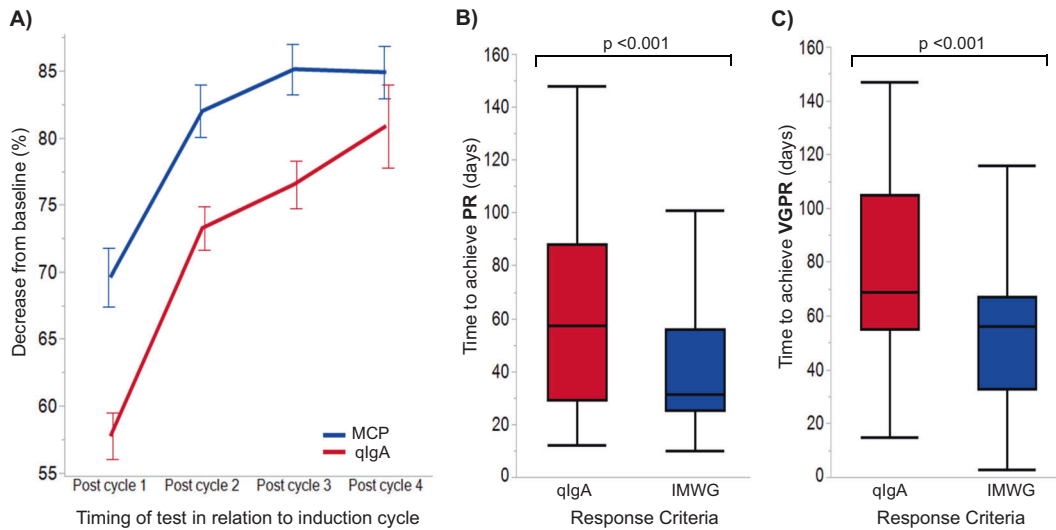 A)
Decrease from baseline (%)
85
80
75
70
65
60
55
MCP
qIgA
Post cycle 1 Post cycle 2 Post cycle 3 Post cycle 4
Timing of test in relation to induction cycle
B)
p <0.001
Time to achieve PR (days)
160
140
120
100
80
60
40
20
0
qIgA IMWG
Response Criteria
C)
p <0.001
Time to achieve VGPR (days)
160
140
120
100
80
60
40
20
0
qIgA IMWG
Response Criteria